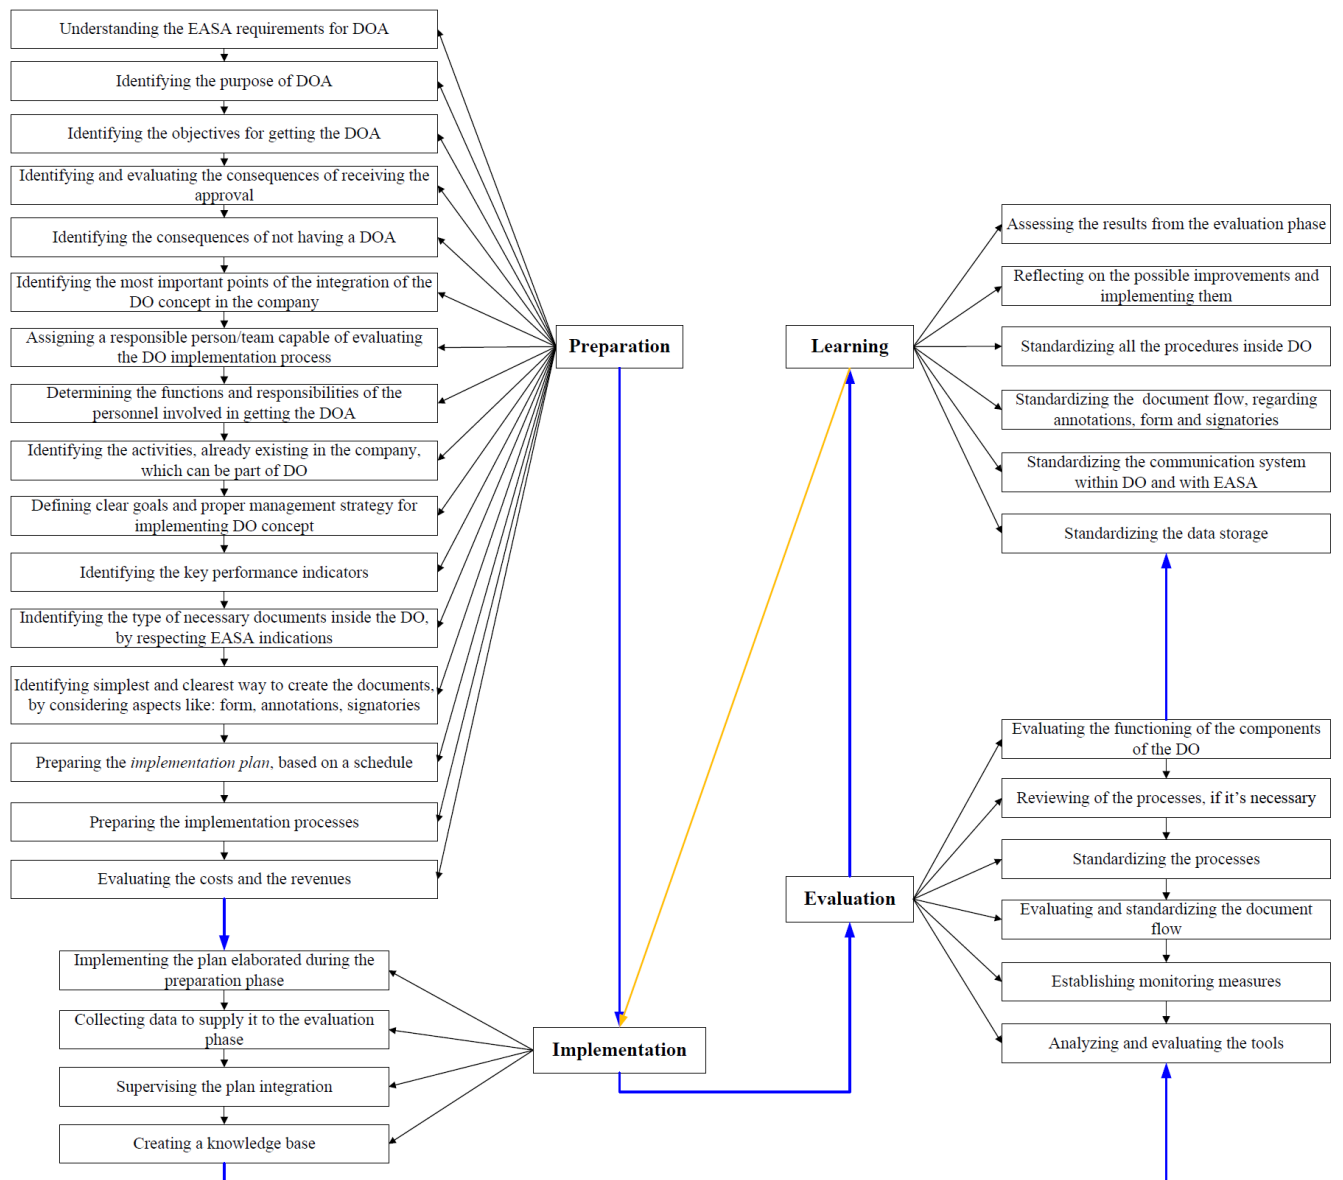 Understanding the EASA requirements for DOA
Identifying the purpose of DOA
Identifying the objectives for getting the DOA
Identifying and evaluating the consequences of receiving the
approval
Identifying the consequences of not having a DOA
Identifying the most important points of the integration of the
DO concept in the company
Assigning a responsible person/team capable of evaluating
the DO implementation process
Determining the functions and responsibilities of the
personnel involved in getting the DOA
Identifying the activities, already existing in the company,
which can be part of DO
Defining clear goals and proper management strategy for
implementing DO concept
Identifying the key performance indicators
Indentifying the type of necessary documents inside the DO,
by respecting EASA indications
Identifying simplest and clearest way to create the documents,
by considering aspects like: form, annotations, signatories
Preparing the implementation plan, based on a schedule
Preparing the implementation processes
Evaluating the costs and the revenues
Preparation
Implementing the plan elaborated during the
preparation phase
Collecting data to supply it to the evaluation
phase
Supervising the plan integration
Creating a knowledge base
Implementation
Learning
Assessing the results from the evaluation phase
Reflecting on the possible improvements and
implementing them
Standardizing all the procedures inside DO
Standardizing the document flow, regarding
annotations, form and signatories
Standardizing the communication system
within DO and with EASA
Standardizing the data storage
Evaluation
Evaluating the functioning of the components
of the DO
Reviewing of the processes, if it's necessary
Standardizing the processes
Evaluating and standardizing the document
flow
Establishing monitoring measures
Analyzing and evaluating the tools